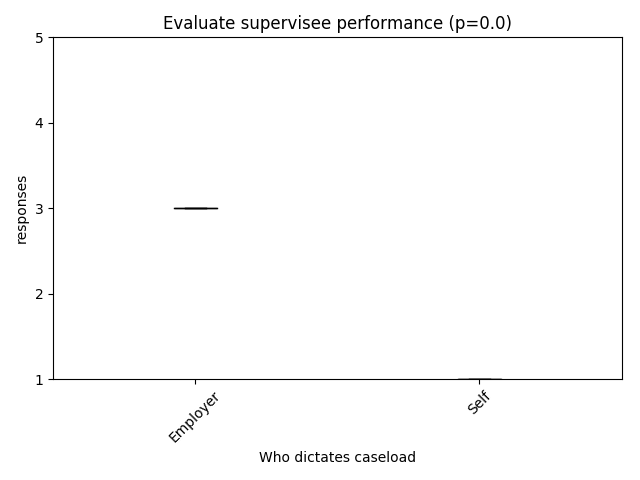 Evaluate supervisee performance (p=0.0)
5
4
3
2
1
responses
Employer
Self
Who dictates caseload